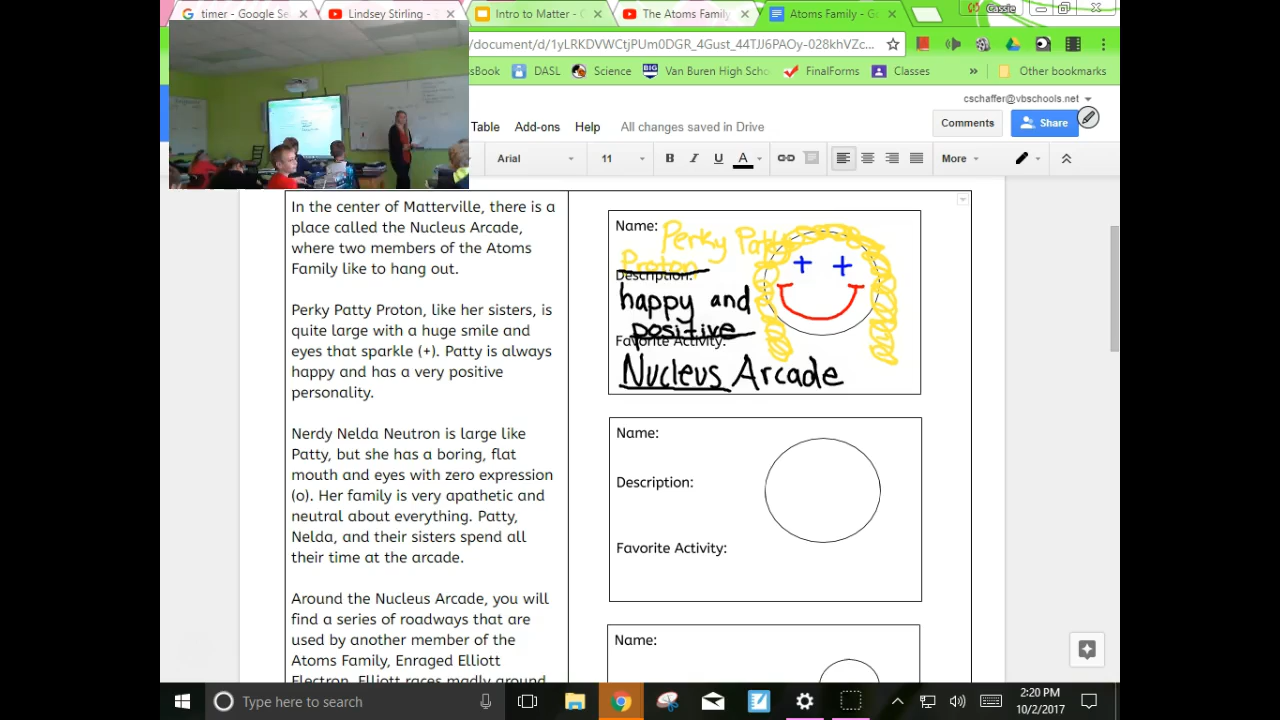 timer - Google Se
Lindsey Stirling -
Intro to Matter -
The Atoms Family
Atoms Family - Go
Cassie
/document/d/1yLRKDVWCtjPUm0DGR_4Gust_44TJJ6PAOy-028khVZc...
ssBook
DASL
Science
BIG
Van Buren High Scho
FinalForms
Classes
»
Other bookmarks
cschaffer@vbschools.net
Table
Add-ons
Help
All changes saved in Drive
Comments
Share
Arial
11
B
I
U
A
More
In the center of Matterville, there is a
place called the Nucleus Arcade,
where two members of the Atoms
Family like to hang out.
Perky Patty Proton, like her sisters, is
quite large with a huge smile and
eyes that sparkle (+). Patty is always
happy and has a very positive
personality.
Nerdy Nelda Neutron is large like
Patty, but she has a boring, flat
mouth and eyes with zero expression
(o). Her family is very apathetic and
neutral about everything. Patty,
Nelda, and their sisters spend all
their time at the arcade.
Around the Nucleus Arcade, you will
find a series of roadways that are
used by another member of the
Atoms Family, Enraged Elliott
Electron. Elliott races madly around
Name: Perky Patty
Proton
Description:
happy and
positive
Favorite Activity:
Nucleus Arcade
+ +
Name:
Description:
Favorite Activity:
Name:
Type here to search
2:20 PM
10/2/2017